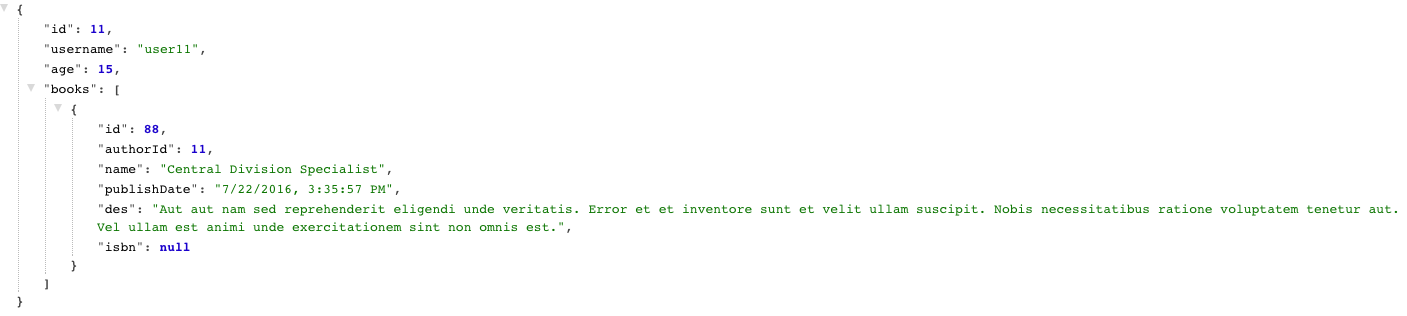 {
"id": 11,
"username": "user11",
"age": 15,
"books": [
{
"id": 88,
"authorId": 11,
"name": "Central Division Specialist",
"publishDate": "7/22/2016, 3:35:57 PM",
"des": "Aut aut nam sed reprehenderit eligendi unde veritatis. Error et et inventore sunt et velit ullam suscipit. Nobis necessitatibus ratione voluptatem tenetur aut.
Vel ullam est animi unde exercitationem sint non omnis est.",
"isbn": null
}
]
}